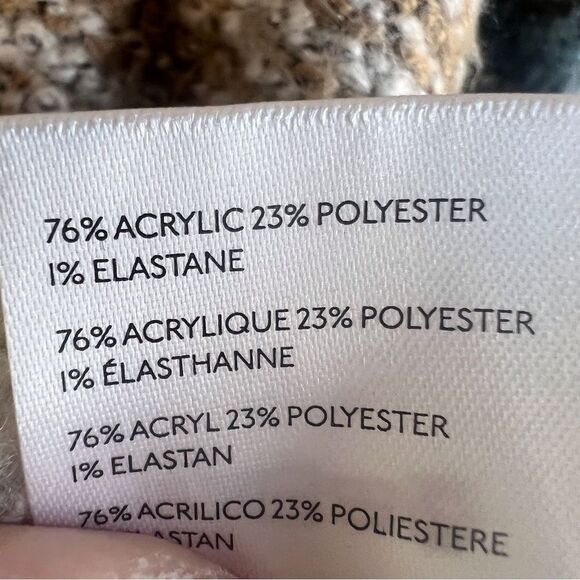 76% ACRYLIC 23% POLYESTER
1% ELASTANE
76% ACRYLIQUE 23% POLYESTER
1% ÉLASTHANNE
76% ACRYL 23% POLYESTER
1% ELASTAN
76% ACRILICO 23% POLIESTERE